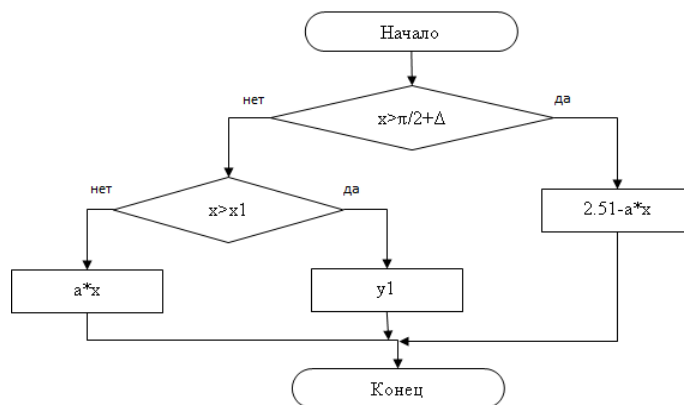 Начало
нет
да
x>π/2+Δ
нет
да
x>x1
2.51-a*x
a*x
y1
Конец